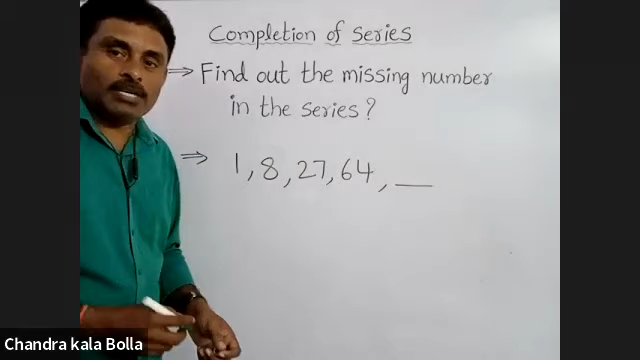 Completion of series
⇒ Find out the missing number
in the series?
⇒ 1, 8, 27, 64, __
Chandra kala Bolla